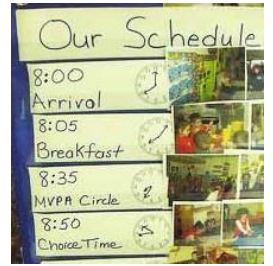 Our Schedule
8:00
Arrival
8:05
Breakfast
8:35
MVPA Circle
8:50
Choice Time